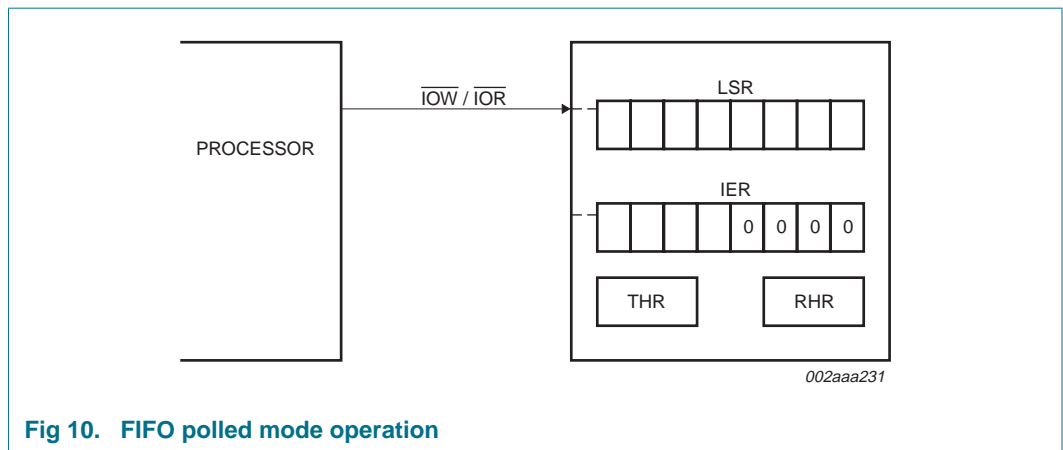 LSR
IOW / IOR
PROCESSOR
IER
0 0 0 0
THR RHR
002aaa231
Fig 10. FIFO polled mode operation